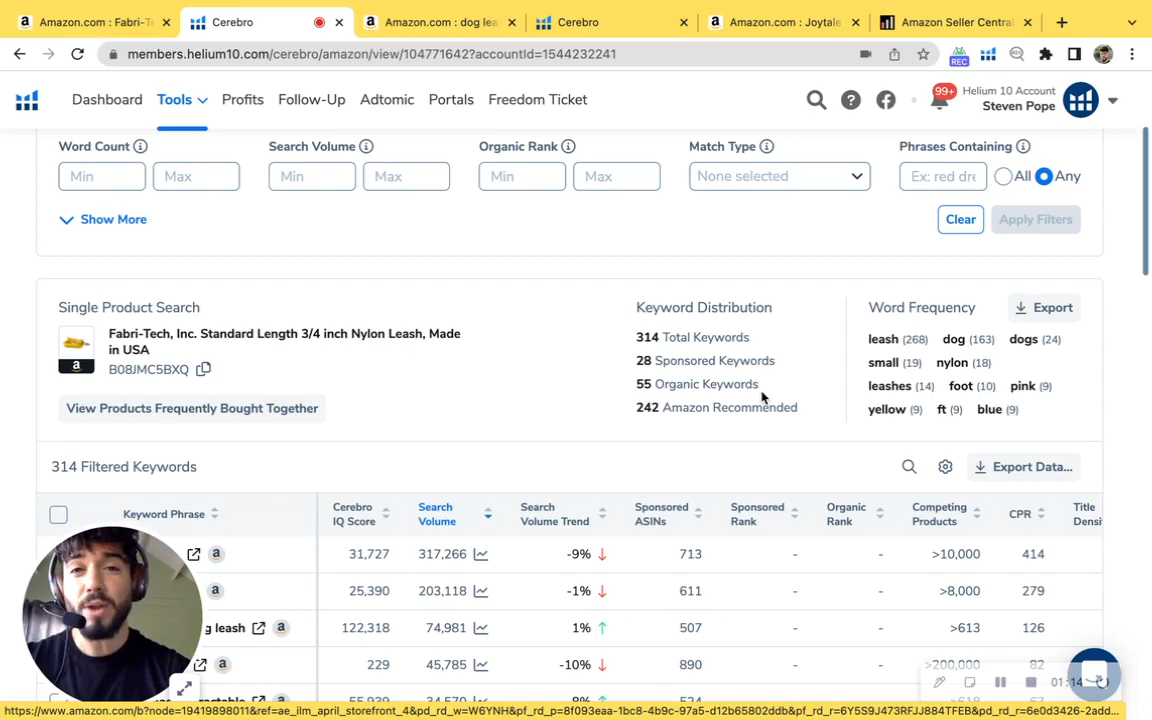 Amazon.com : Fabri-T
Cerebro
Amazon.com : dog lea
Cerebro
Amazon.com : Joytale
Amazon Seller Central
members.helium10.com/cerebro/amazon/view/104771642?accountId=1544232241
REC
Dashboard Tools Profits Follow-Up Adtomic Portals Freedom Ticket
99+
Helium 10 Account
Steven Pope
Word Count Search Volume Organic Rank Match Type Phrases Containing
Min Max Min Max Min Max None selected Ex: red dre All Any
Show More Clear Apply Filters
Single Product Search
Fabri-Tech, Inc. Standard Length 3/4 inch Nylon Leash, Made
in USA
B08JMC5BXQ
View Products Frequently Bought Together
Keyword Distribution
314 Total Keywords
28 Sponsored Keywords
55 Organic Keywords
242 Amazon Recommended
Word Frequency Export
leash (268) dog (163) dogs (24)
small (19) nylon (18)
leashes (14) foot (10) pink (9)
yellow (9) ft (9) blue (9)
314 Filtered Keywords Export Data...
Keyword Phrase
Cerebro
IQ Score
Search
Volume
Search
Volume Trend
Sponsored
ASINs
Sponsored
Rank
Organic
Rank
Competing
Products
CPR
Title
Densi
31,727 317,266 -9% 713 - - >10,000 414
25,390 203,118 -1% 611 - - >8,000 279
g leash 122,318 74,981 1% 507 - - >613 126
229 45,785 -10% 890 - - >200,000 82